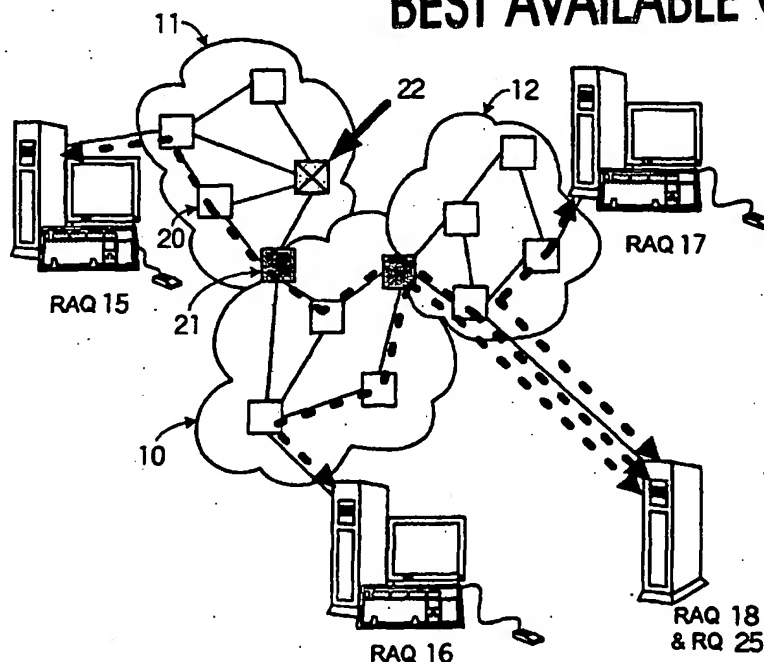 BEST AVAILABLE
11
22
12
20
RAQ 17
21
RAQ 15
10
RAQ 18
& RQ 25
RAQ 16